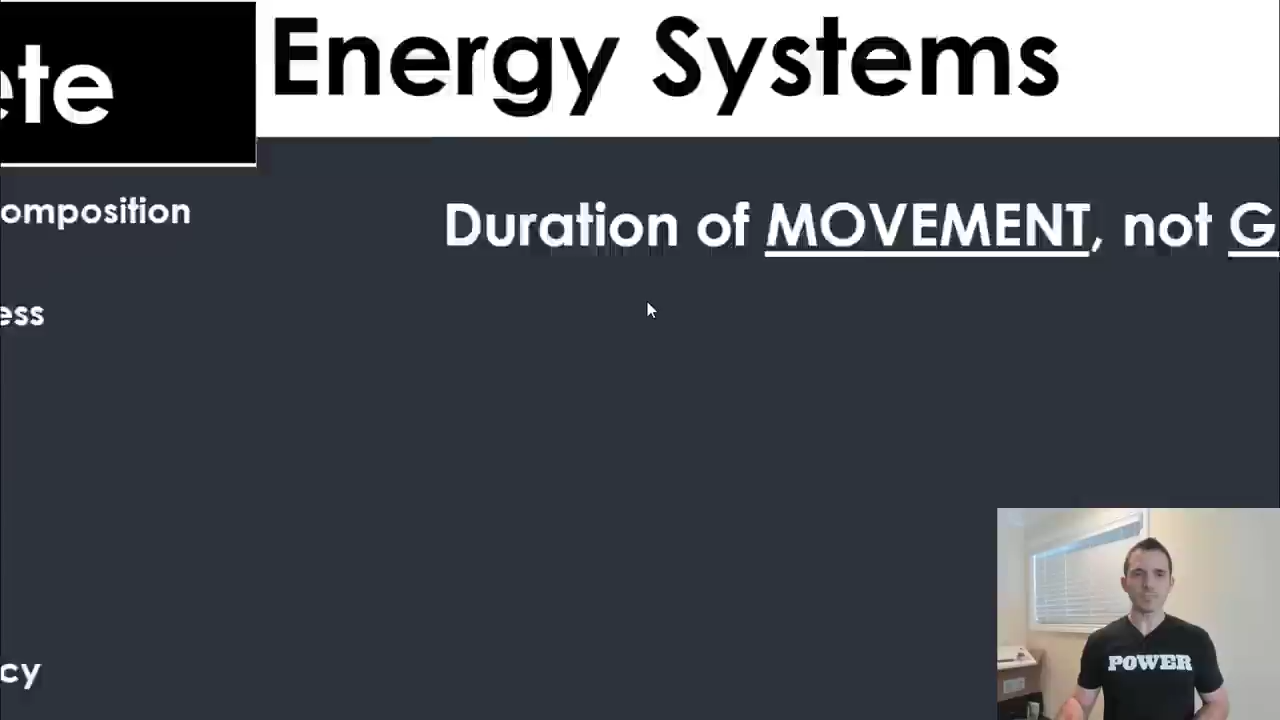 ete
Energy Systems
omposition
Duration of MOVEMENT, not G
ess
cy
POWER